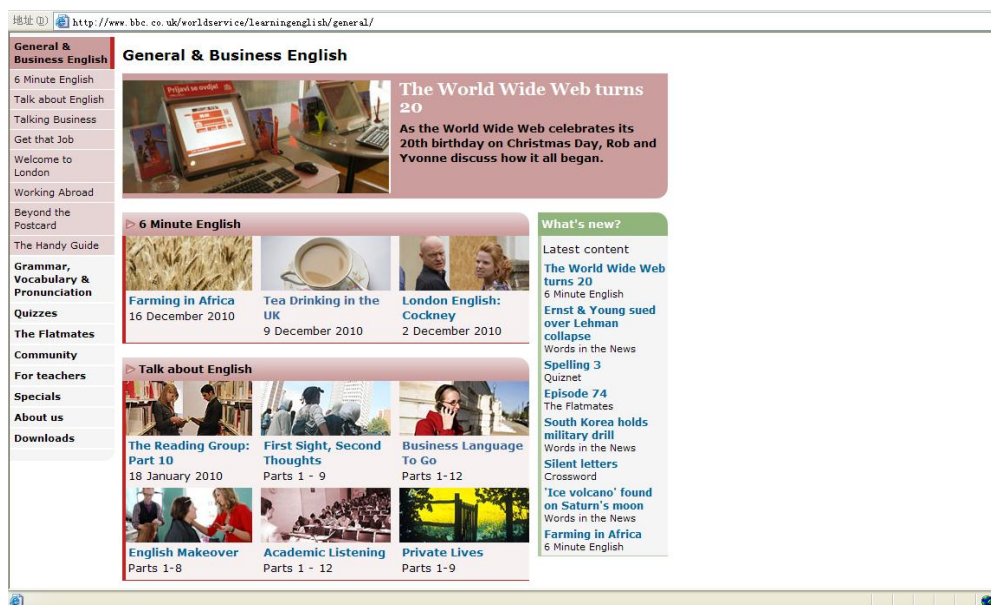 地址(D) http://www.bbc.co.uk/worldservice/learningenglish/general/
General &
Business English
6 Minute English
Talk about English
Talking Business
Get that Job
Welcome to
London
Working Abroad
Beyond the
Postcard
The Handy Guide
Grammar,
Vocabulary &
Pronunciation
Quizzes
The Flatmates
Community
For teachers
Specials
About us
Downloads
General & Business English
Prijavi se ovdje!
The World Wide Web turns
20
As the World Wide Web celebrates its
20th birthday on Christmas Day, Rob and
Yvonne discuss how it all began.
6 Minute English
Farming in Africa
16 December 2010
Tea Drinking in the
UK
9 December 2010
London English:
Cockney
2 December 2010
Talk about English
The Reading Group:
Part 10
18 January 2010
First Sight, Second
Thoughts
Parts 1 - 9
Business Language
To Go
Parts 1-12
English Makeover
Parts 1-8
Academic Listening
Parts 1 - 12
Private Lives
Parts 1-9
What's new?
Latest content
The World Wide Web
turns 20
6 Minute English
Ernst & Young sued
over Lehman
collapse
Words in the News
Spelling 3
Quiznet
Episode 74
The Flatmates
South Korea holds
military drill
Words in the News
Silent letters
Crossword
'Ice volcano' found
on Saturn's moon
Words in the News
Farming in Africa
6 Minute English